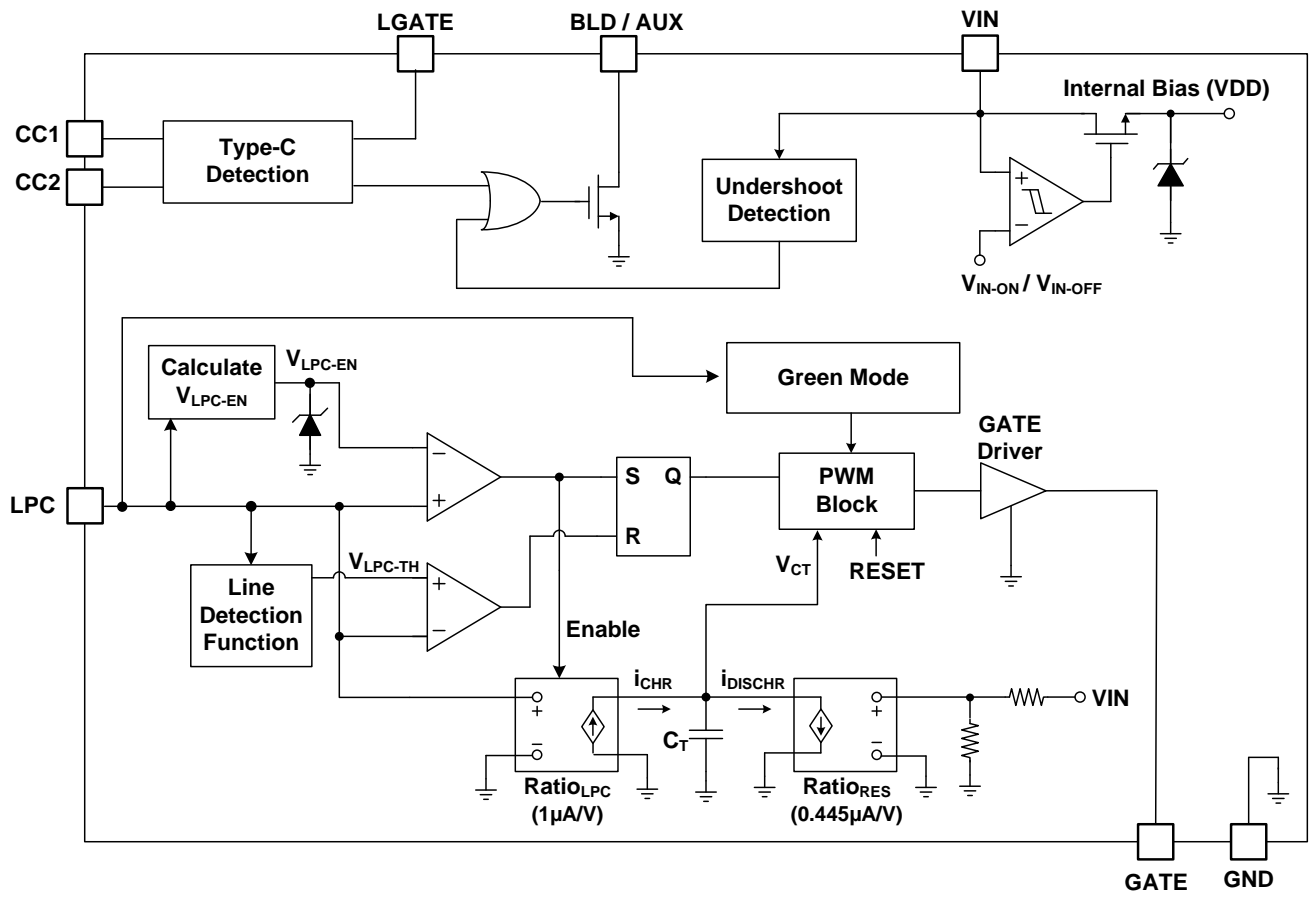 LGATE
BLD / AUX
VIN
Internal Bias (VDD)
CC1
CC2
Type-C
Detection
Undershoot
Detection
+
−
VIN-ON / VIN-OFF
Calculate
VLPC-EN
VLPC-EN
Green Mode
GATE
Driver
−
+
S Q
R
PWM
Block
LPC
VLPC-TH
+
−
Line
Detection
Function
VCT
RESET
Enable
iCHR
iDISCHR
+
−
CT
+
−
VIN
RatioLPC
(1µA/V)
RatioRES
(0.445µA/V)
GATE
GND